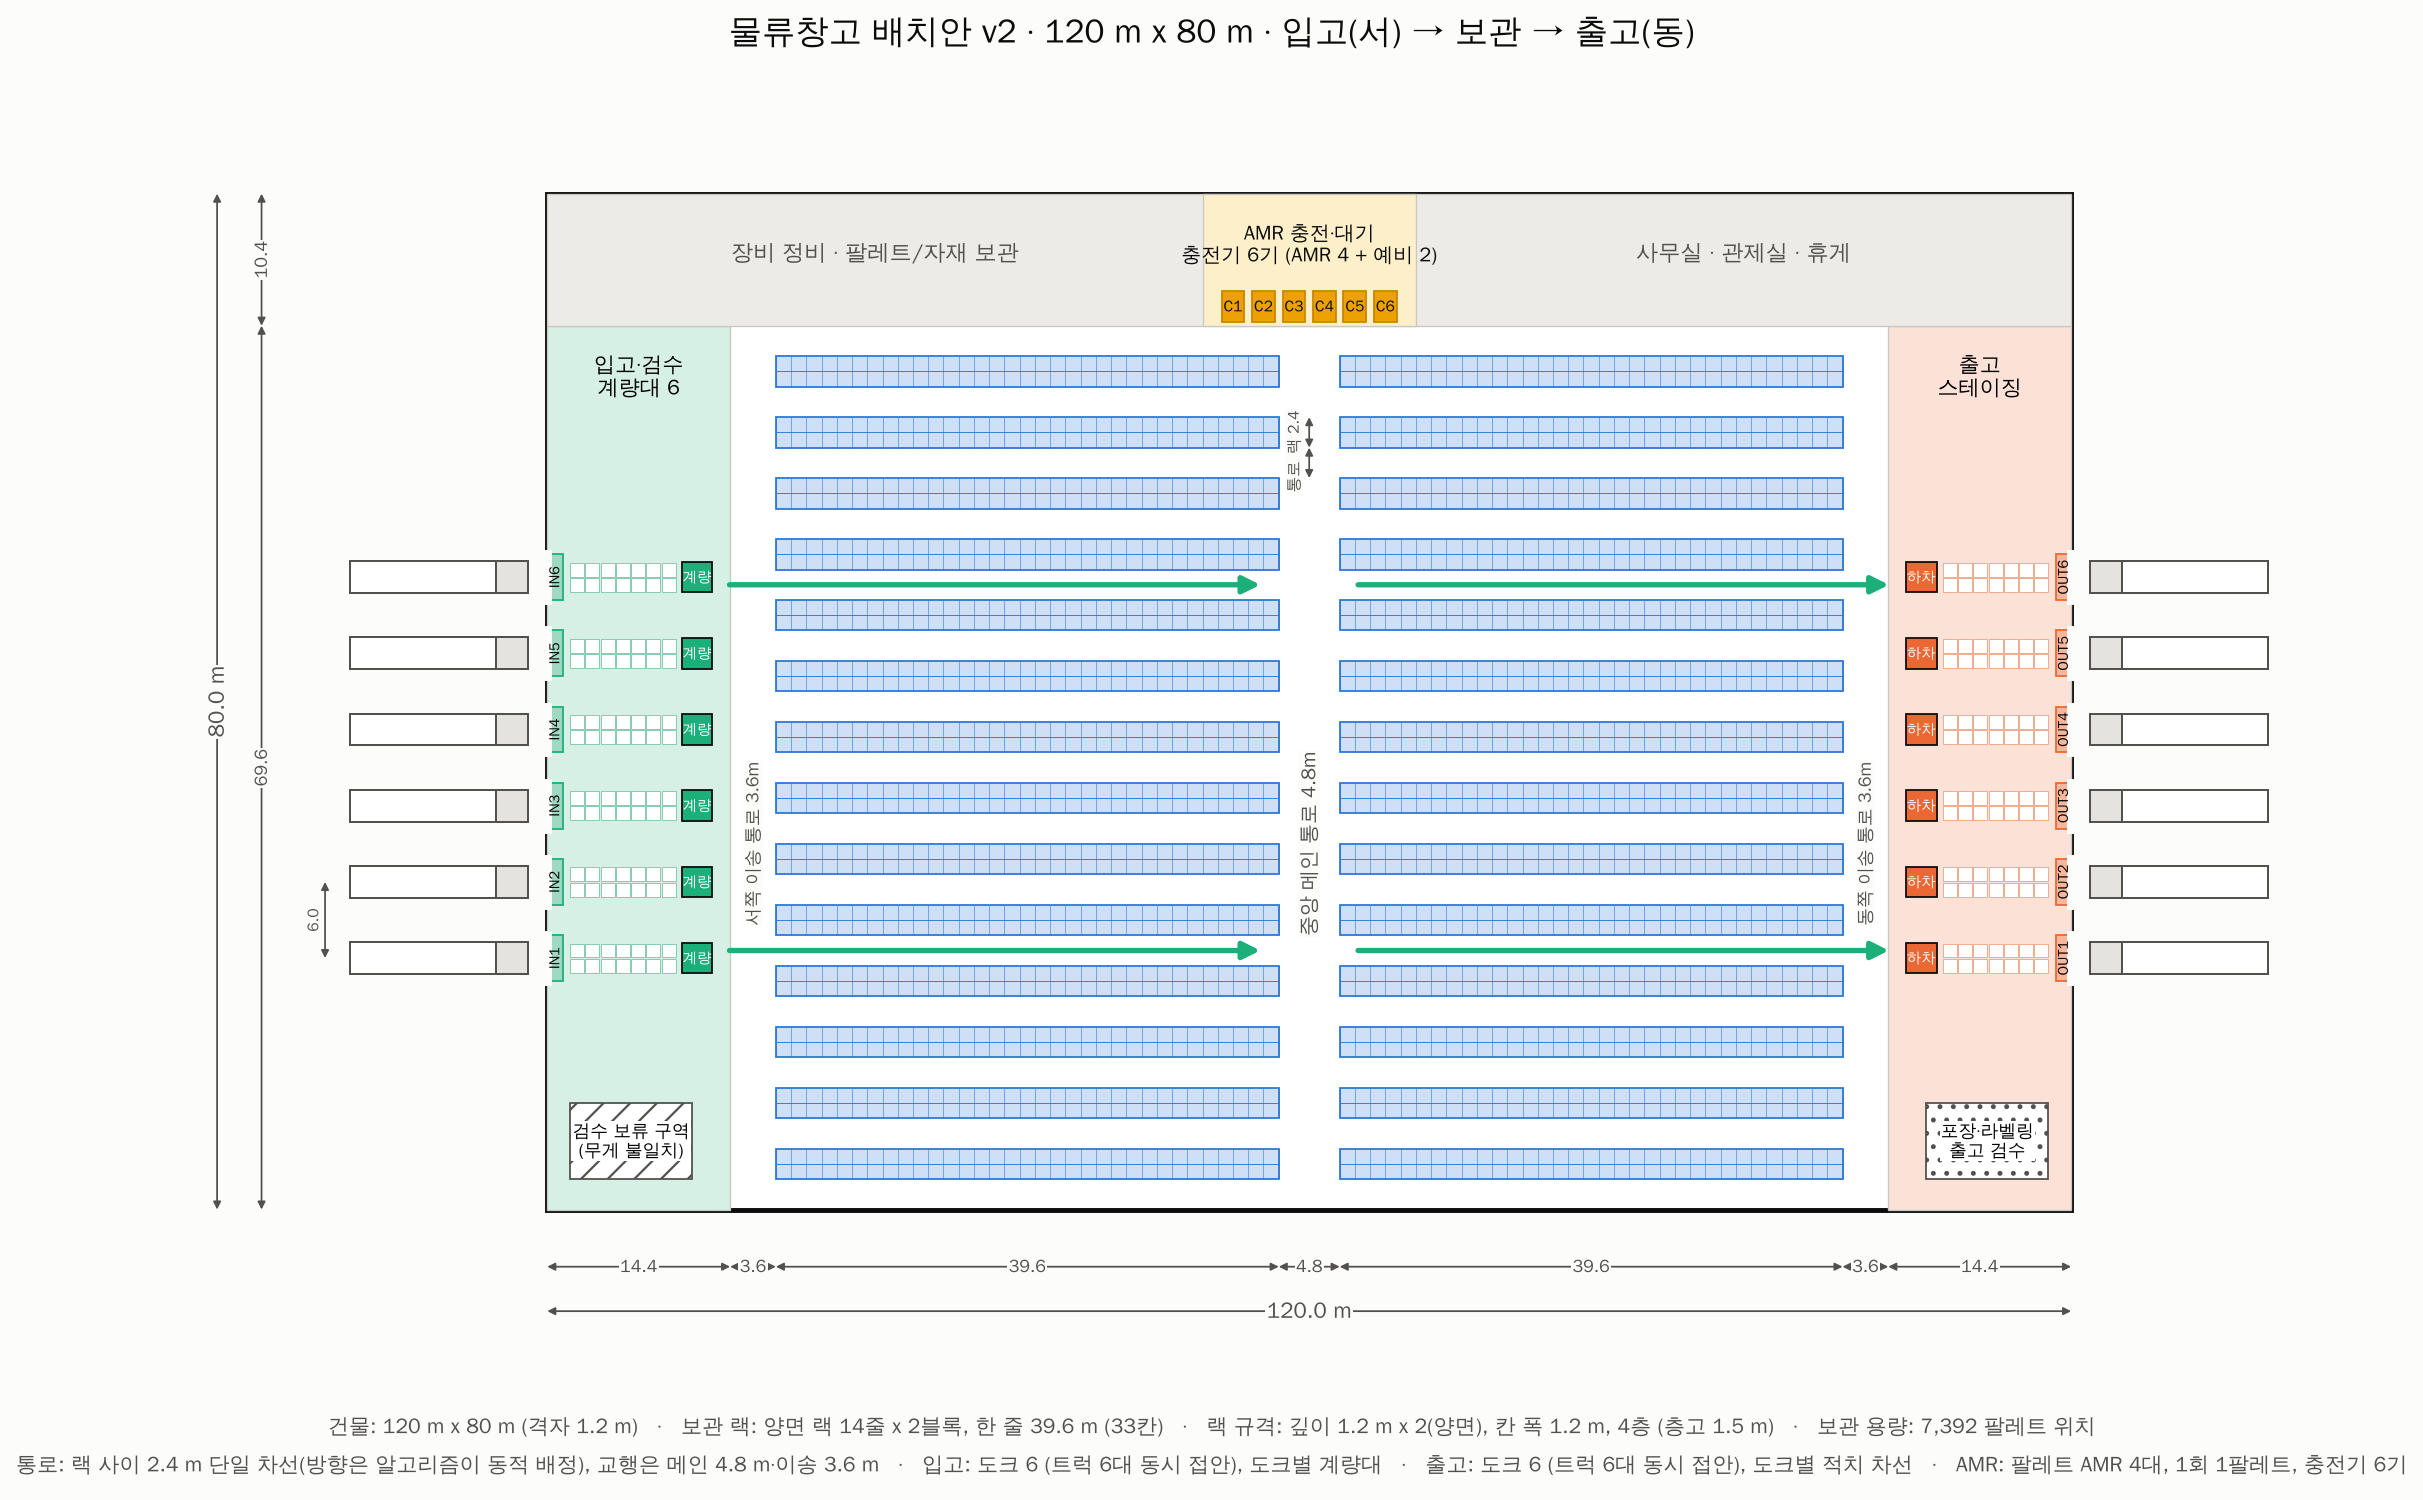 물류창고 배치안 v2 · 120 m x 80 m · 입고(서) → 보관 → 출고(동)
장비 정비 · 팔레트/자재 보관
AMR 충전·대기
충전기 6기 (AMR 4 + 예비 2)
C1 C2 C3 C4 C5 C6
사무실 · 관제실 · 휴게
80.0 m
10.4
69.6
6.0
입고·검수
계량대 6
IN6 계량
IN5 계량
IN4 계량
IN3 계량
IN2 계량
IN1 계량
검수 보류 구역
(무게 불일치)
서쪽 이송 통로 3.6m
랙 2.4
통로
중앙 메인 통로 4.8m
동쪽 이송 통로 3.6m
출고
스테이징
하차 OUT6
하차 OUT5
하차 OUT4
하차 OUT3
하차 OUT2
하차 OUT1
포장·라벨링
출고 검수
14.4 3.6 39.6 4.8 39.6 3.6 14.4
120.0 m
건물: 120 m x 80 m (격자 1.2 m) · 보관 랙: 양면 랙 14줄 x 2블록, 한 줄 39.6 m (33칸) · 랙 규격: 깊이 1.2 m x 2(양면), 칸 폭 1.2 m, 4층 (층고 1.5 m) · 보관 용량: 7,392 팔레트 위치
통로: 랙 사이 2.4 m 단일 차선(방향은 알고리즘이 동적 배정), 교행은 메인 4.8 m·이송 3.6 m · 입고: 도크 6 (트럭 6대 동시 접안), 도크별 계량대 · 출고: 도크 6 (트럭 6대 동시 접안), 도크별 적치 차선 · AMR: 팔레트 AMR 4대, 1회 1팔레트, 충전기 6기